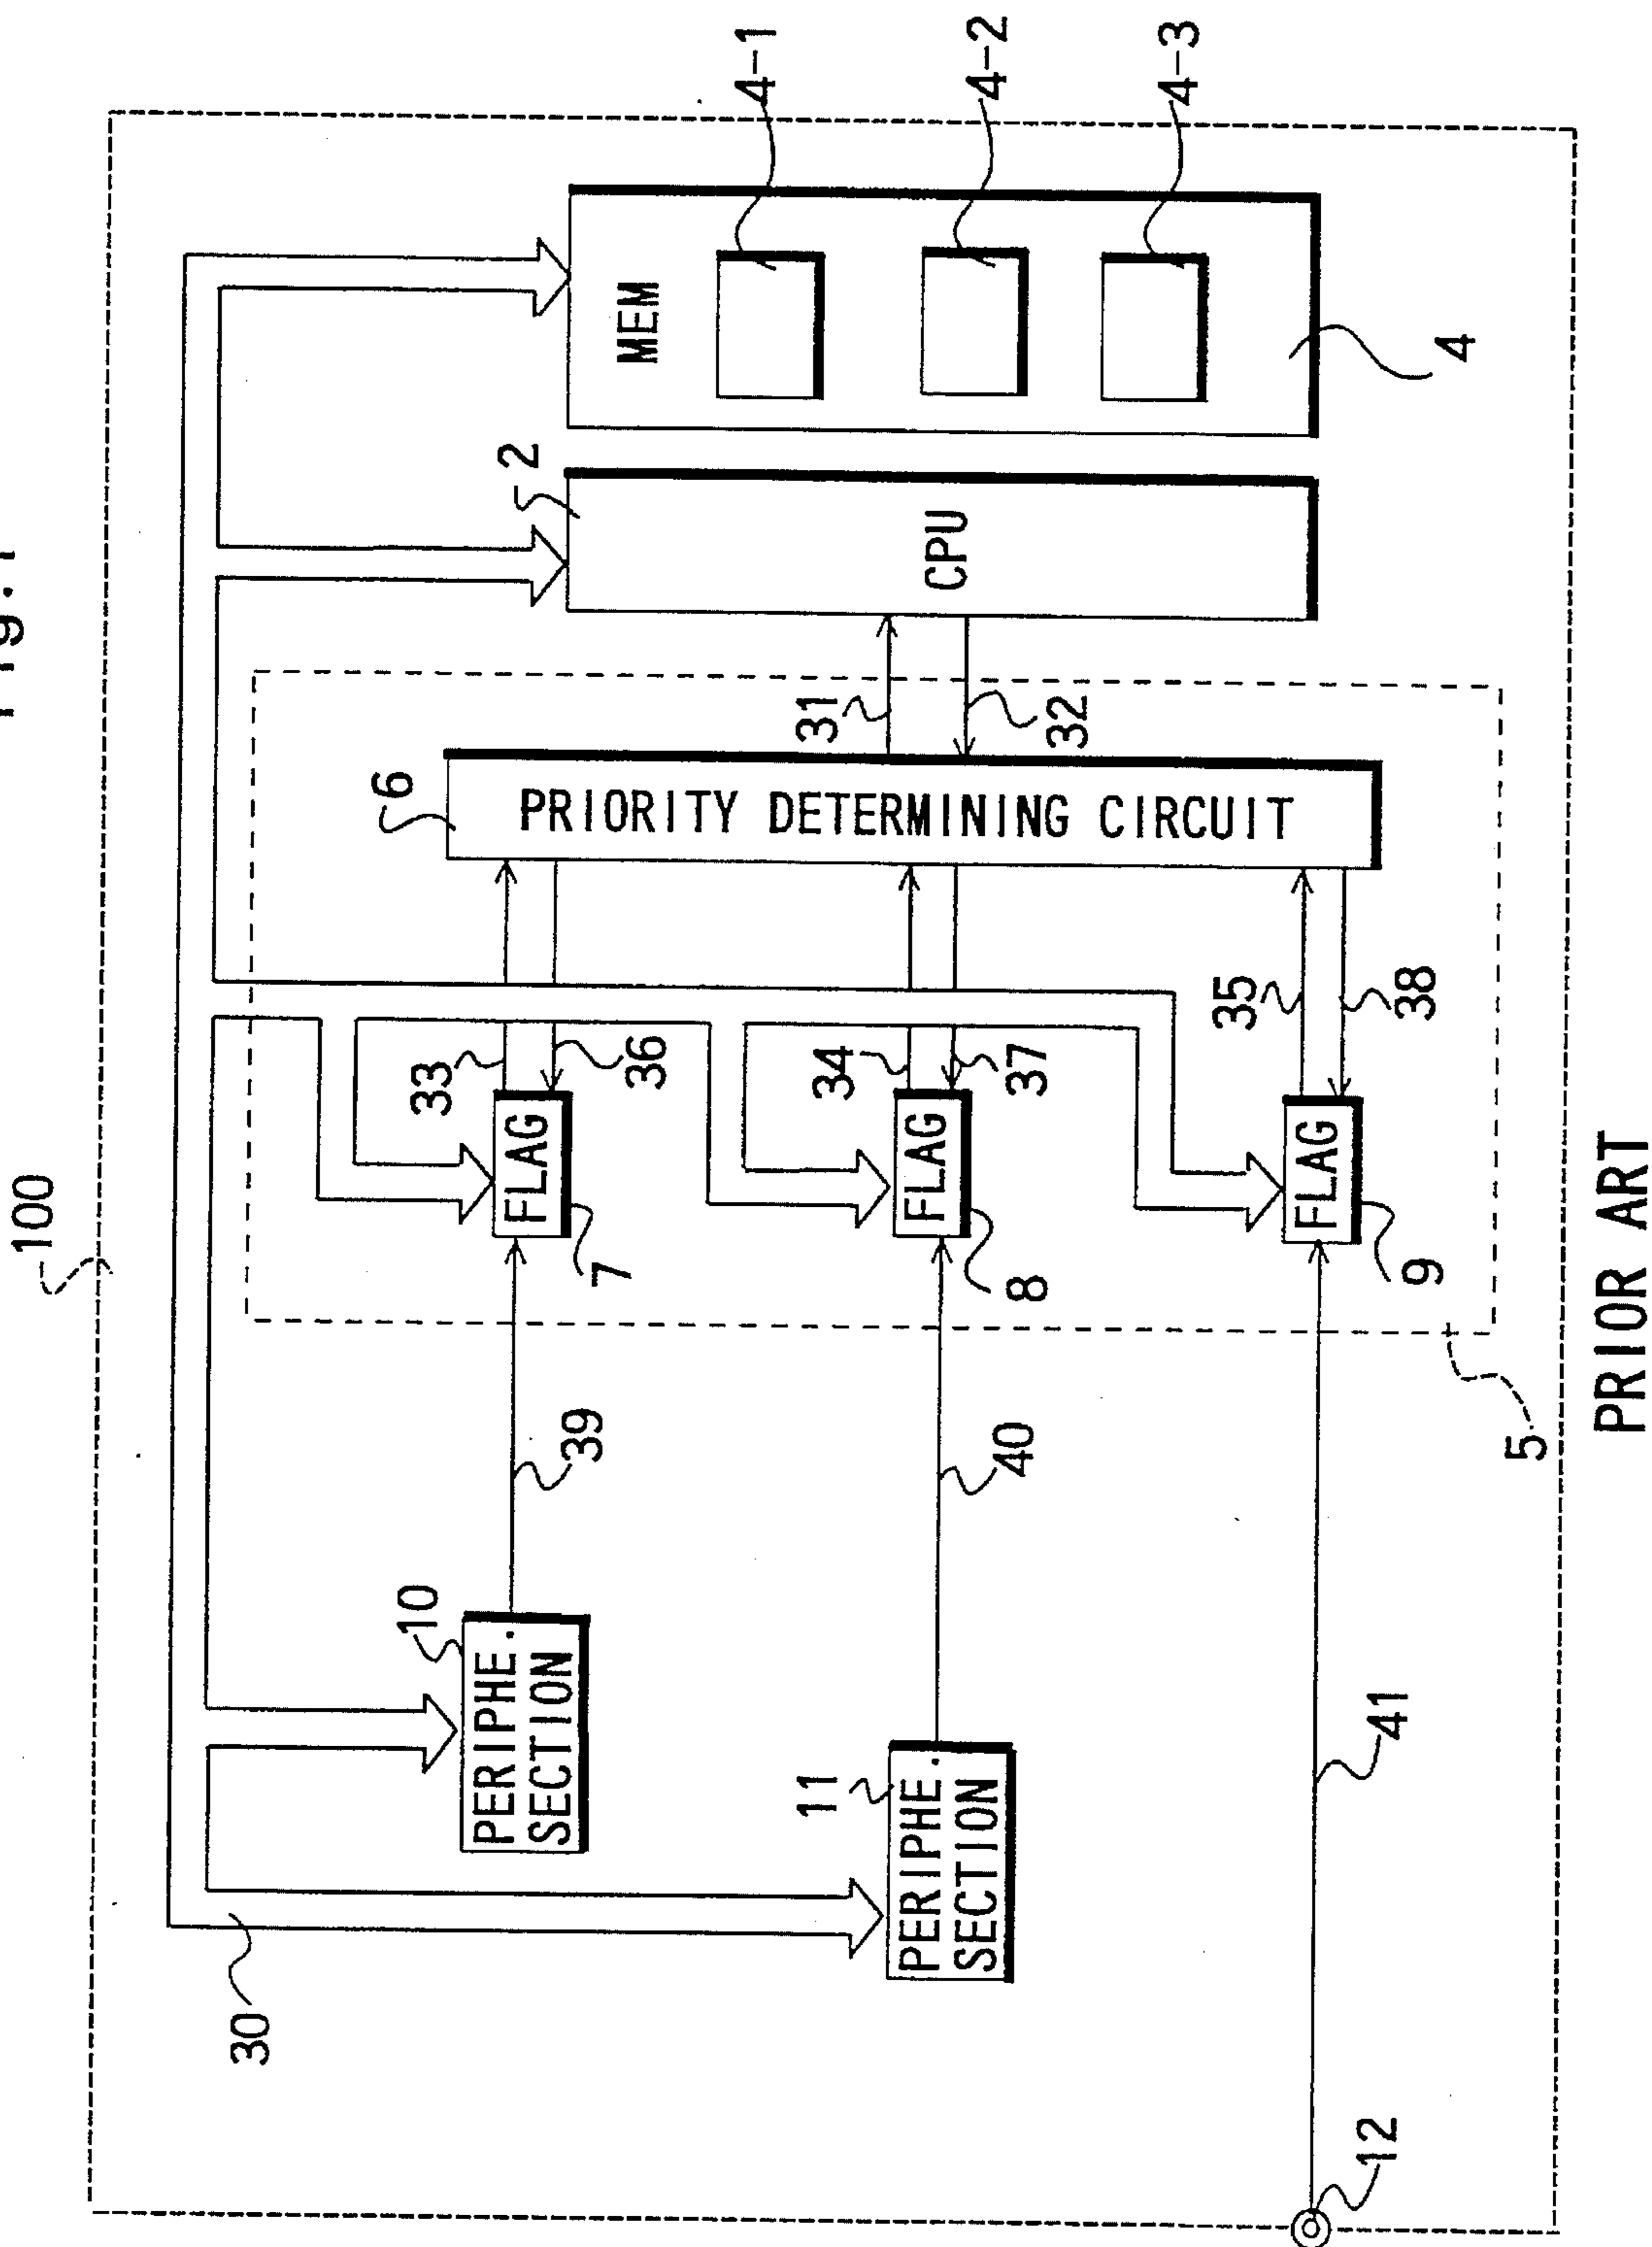 Fig. 1
100
30
10
PERIPHE.
SECTION
39
11
PERIPHE.
SECTION
40
12
41
5
33
36
FLAG
7
34
37
FLAG
8
35
38
FLAG
9
6
PRIORITY DETERMINING CIRCUIT
31
32
2
CPU
MEM
4-1
4-2
4-3
4
PRIOR ART